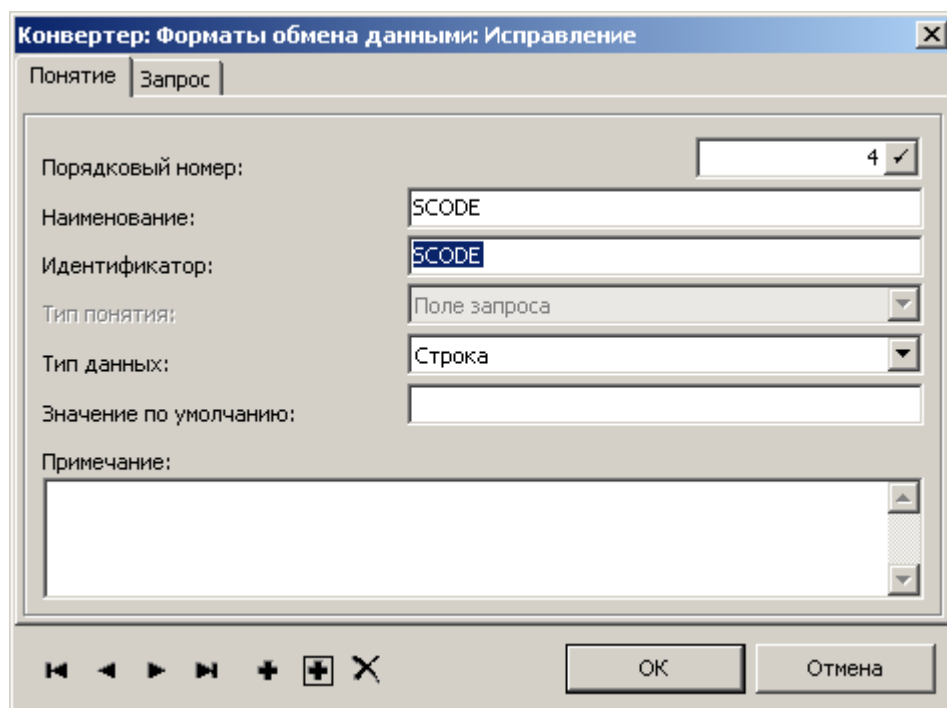 Конвертер: Форматы обмена данными: Исправление
Понятие Запрос
Порядковый номер: 4
Наименование: SCODE
Идентификатор: SCODE
Тип понятия: Поле запроса
Тип данных: Строка
Значение по умолчанию:
Примечание:
OK Отмена